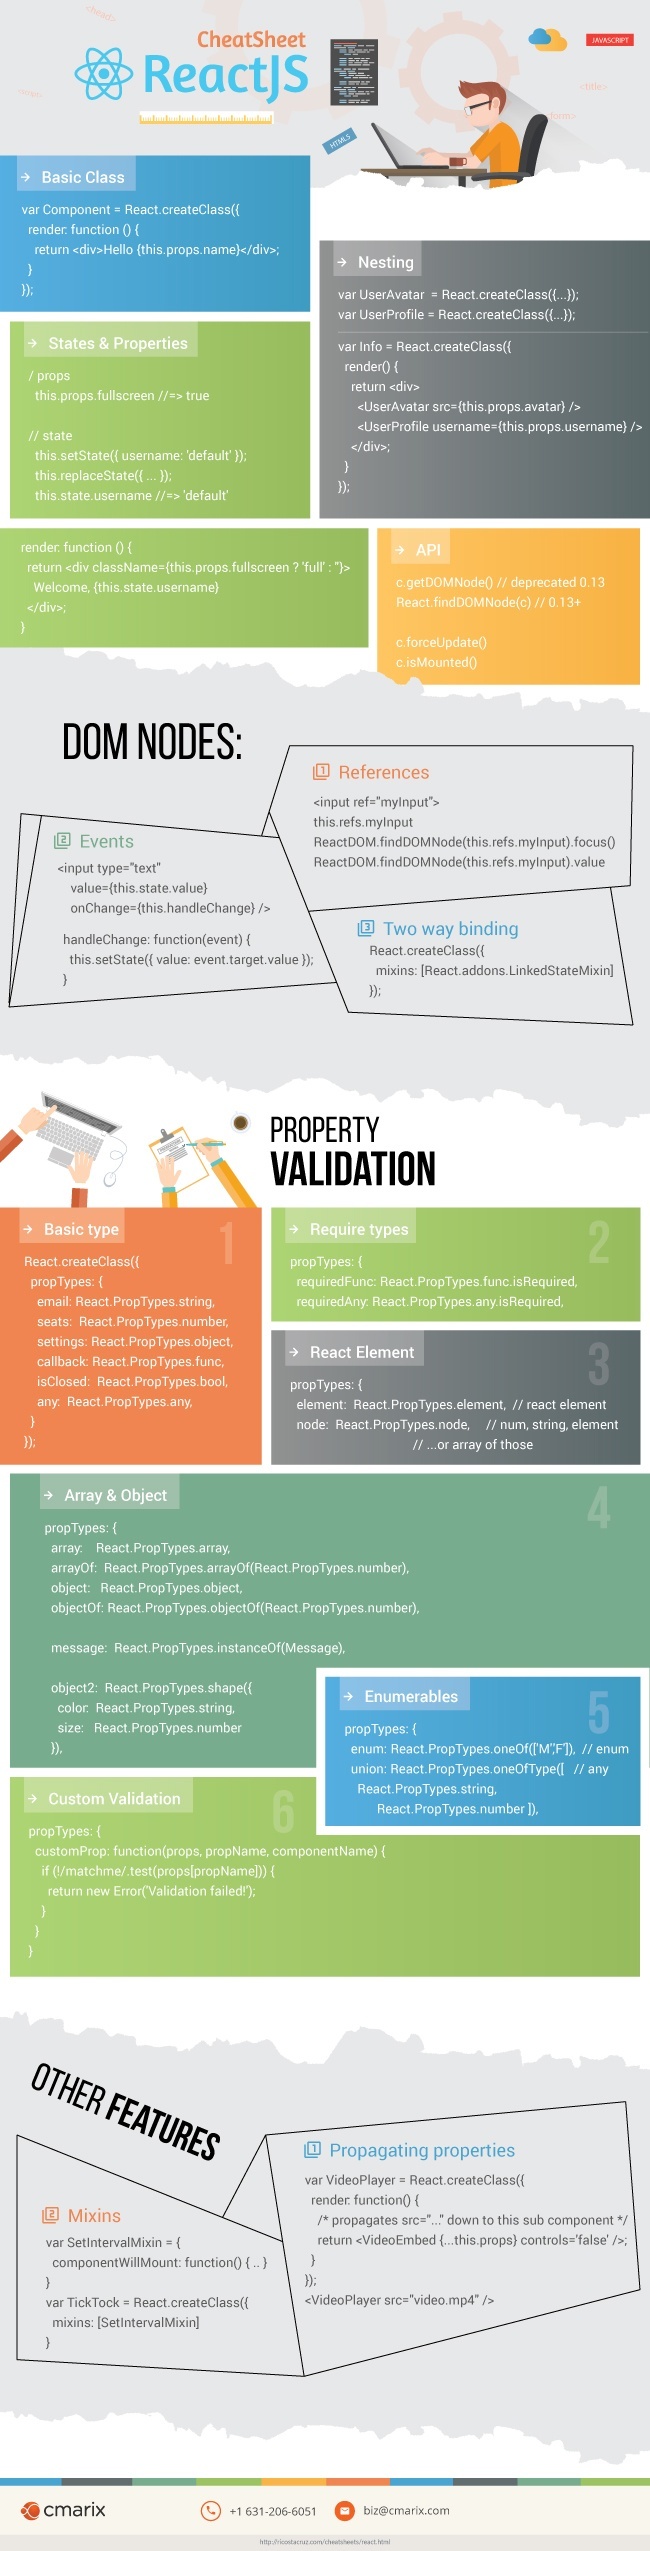 <head>
CheatSheet
ReactJS
JAVASCRIPT
<title>
form>
HTML5
Basic Class
var Component = React.createClass({
render: function () {
return <div>Hello {this.props.name}</div>;
}
});
Nesting
var UserAvatar = React.createClass({...});
var UserProfile = React.createClass({...});
var Info = React.createClass({
render() {
return <div>
<UserAvatar src={this.props.avatar} />
<UserProfile username={this.props.username} />
</div>;
}
});
States & Properties
/ props
this.props.fullscreen //=> true
// state
this.setState({ username: 'default' });
this.replaceState({ ... });
this.state.username //=> 'default'
render: function () {
return <div className={this.props.fullscreen ? 'full' : ''}>
Welcome, {this.state.username}
</div>;
}
API
c.getDOMNode() // deprecated 0.13
React.findDOMNode(c) // 0.13+
c.forceUpdate()
c.isMounted()
DOM NODES:
1 References
<input ref="myInput">
this.refs.myInput
ReactDOM.findDOMNode(this.refs.myInput).focus()
ReactDOM.findDOMNode(this.refs.myInput).value
2 Events
<input type="text"
value={this.state.value}
onChange={this.handleChange} />
handleChange: function(event) {
this.setState({ value: event.target.value });
}
3 Two way binding
React.createClass({
mixins: [React.addons.LinkedStateMixin]
});
PROPERTY
VALIDATION
Basic type 1
React.createClass({
propTypes: {
email: React.PropTypes.string,
seats: React.PropTypes.number,
settings: React.PropTypes.object,
callback: React.PropTypes.func,
isClosed: React.PropTypes.bool,
any: React.PropTypes.any,
}
});
Require types 2
propTypes: {
requiredFunc: React.PropTypes.func.isRequired,
requiredAny: React.PropTypes.any.isRequired,
React Element 3
propTypes: {
element: React.PropTypes.element, // react element
node: React.PropTypes.node, // num, string, element
// ...or array of those
Array & Object 4
propTypes: {
array: React.PropTypes.array,
arrayOf: React.PropTypes.arrayOf(React.PropTypes.number),
object: React.PropTypes.object,
objectOf: React.PropTypes.objectOf(React.PropTypes.number),
message: React.PropTypes.instanceOf(Message),
object2: React.PropTypes.shape({
color: React.PropTypes.string,
size: React.PropTypes.number
}),
Enumerables 5
propTypes: {
enum: React.PropTypes.oneOf(['M','F']), // enum
union: React.PropTypes.oneOfType([ // any
React.PropTypes.string,
React.PropTypes.number ]),
Custom Validation 6
propTypes: {
customProp: function(props, propName, componentName) {
if (!/matchme/.test(props[propName])) {
return new Error('Validation failed!');
}
}
}
OTHER FEATURES
1 Propagating properties
var VideoPlayer = React.createClass({
render: function() {
/* propagates src="..." down to this sub component */
return <VideoEmbed {...this.props} controls='false' />;
}
});
<VideoPlayer src="video.mp4" />
2 Mixins
var SetIntervalMixin = {
componentWillMount: function() { .. }
}
var TickTock = React.createClass({
mixins: [SetIntervalMixin]
}
cmarix
+1 631-206-6051
biz@cmarix.com
http://ricostacruz.com/cheatsheets/react.html